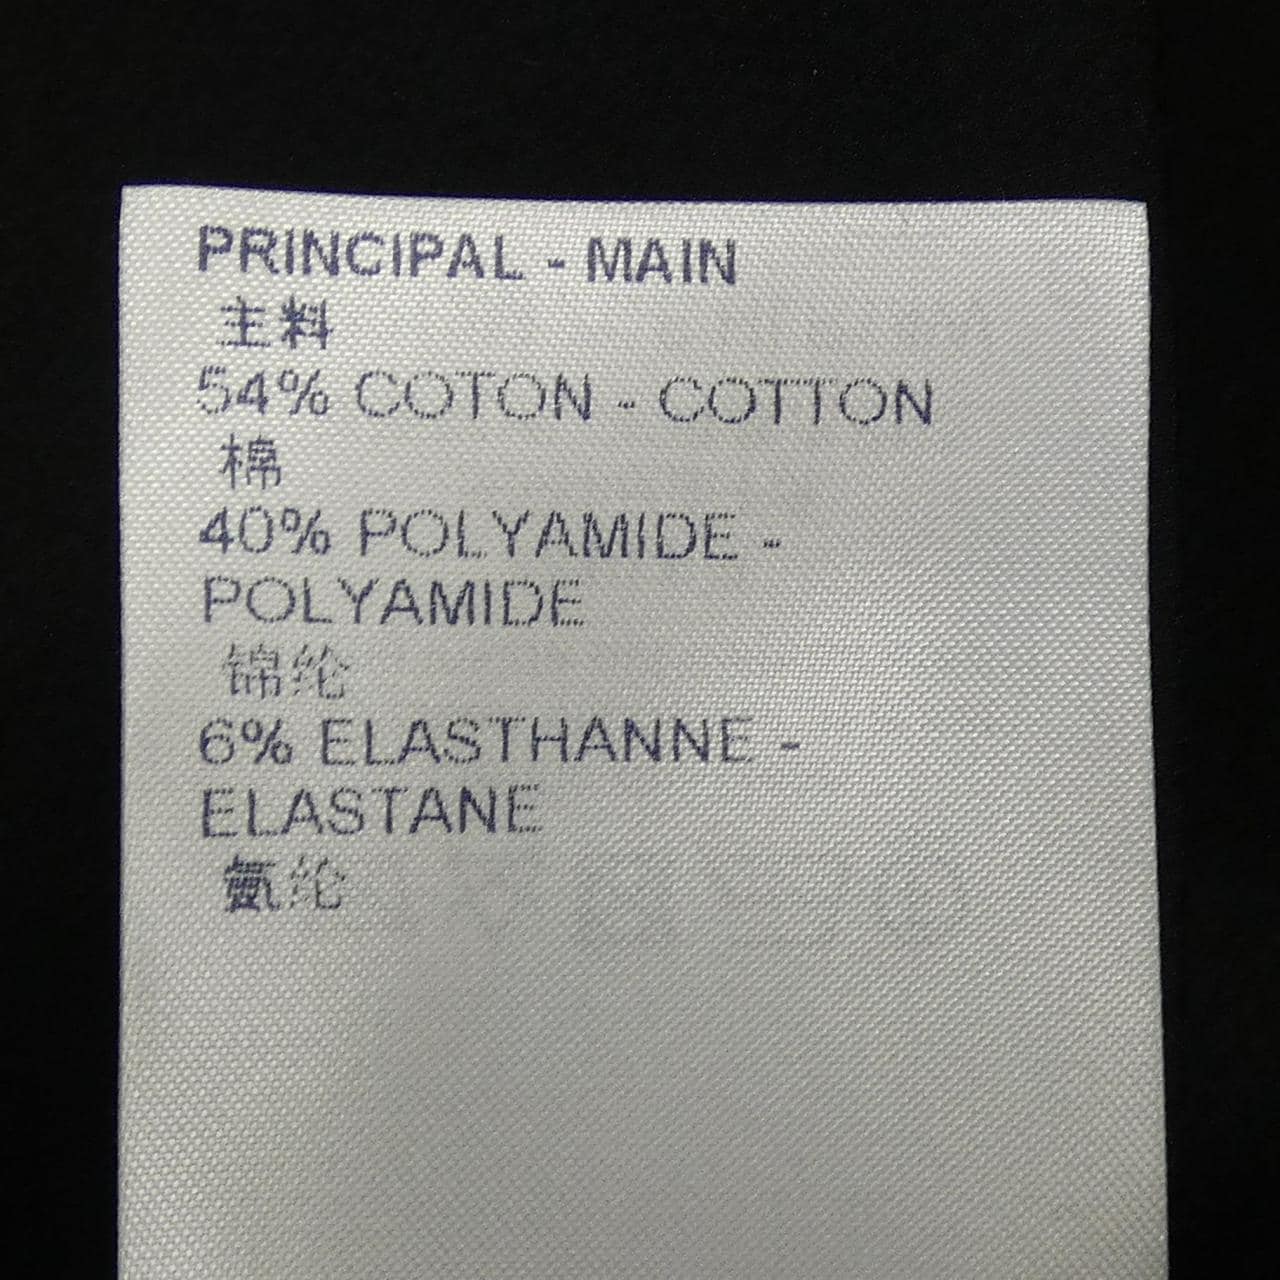 PRINCIPAL - MAIN
主料
54% COTON - COTTON
棉
40% POLYAMIDE -
POLYAMIDE
锦纶
6% ELASTHANNE -
ELASTANE
氨纶